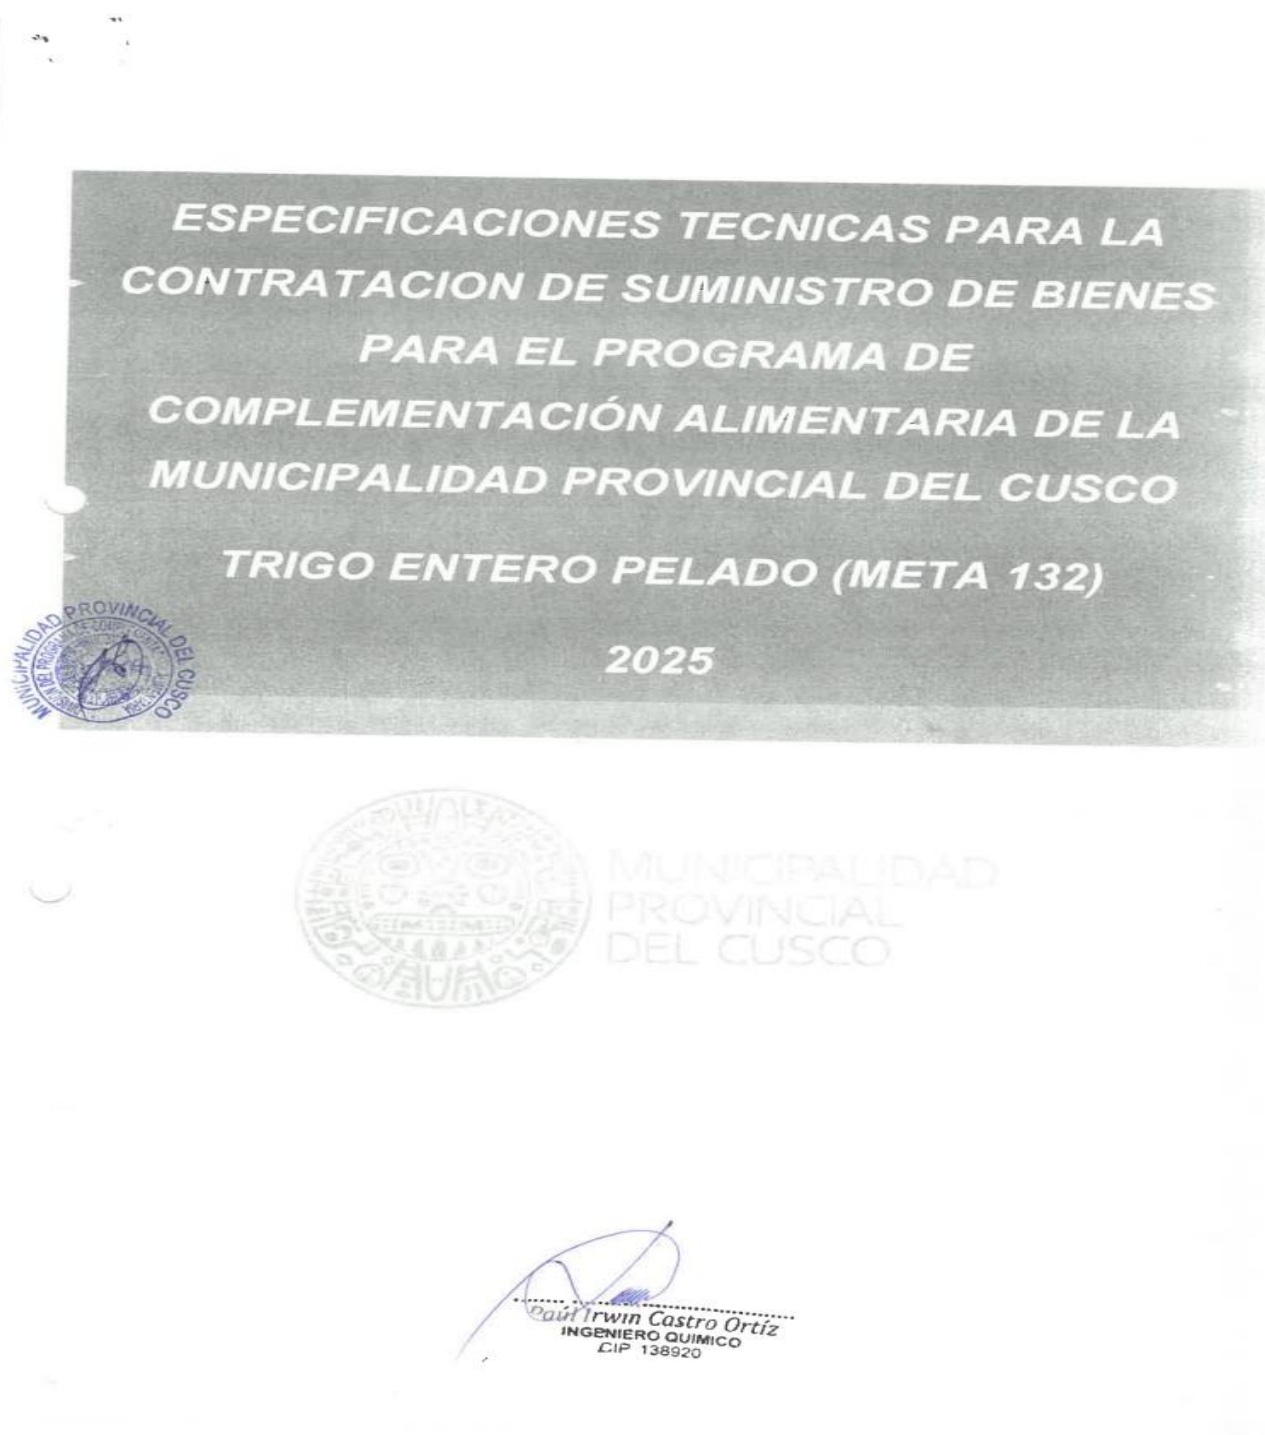 ESPECIFICACIONES TECNICAS PARA LA
CONTRATACION DE SUMINISTRO DE BIENES
PARA EL PROGRAMA DE
COMPLEMENTACIÓN ALIMENTARIA DE LA
MUNICIPALIDAD PROVINCIAL DEL CUSCO
TRIGO ENTERO PELADO (META 132)
2025
MUNICIPALIDAD PROVINCIAL DEL CUSCO
MUNICIPALIDAD
PROVINCIAL
DEL CUSCO
Paúl Irwin Castro Ortíz
INGENIERO QUIMICO
CIP 138920